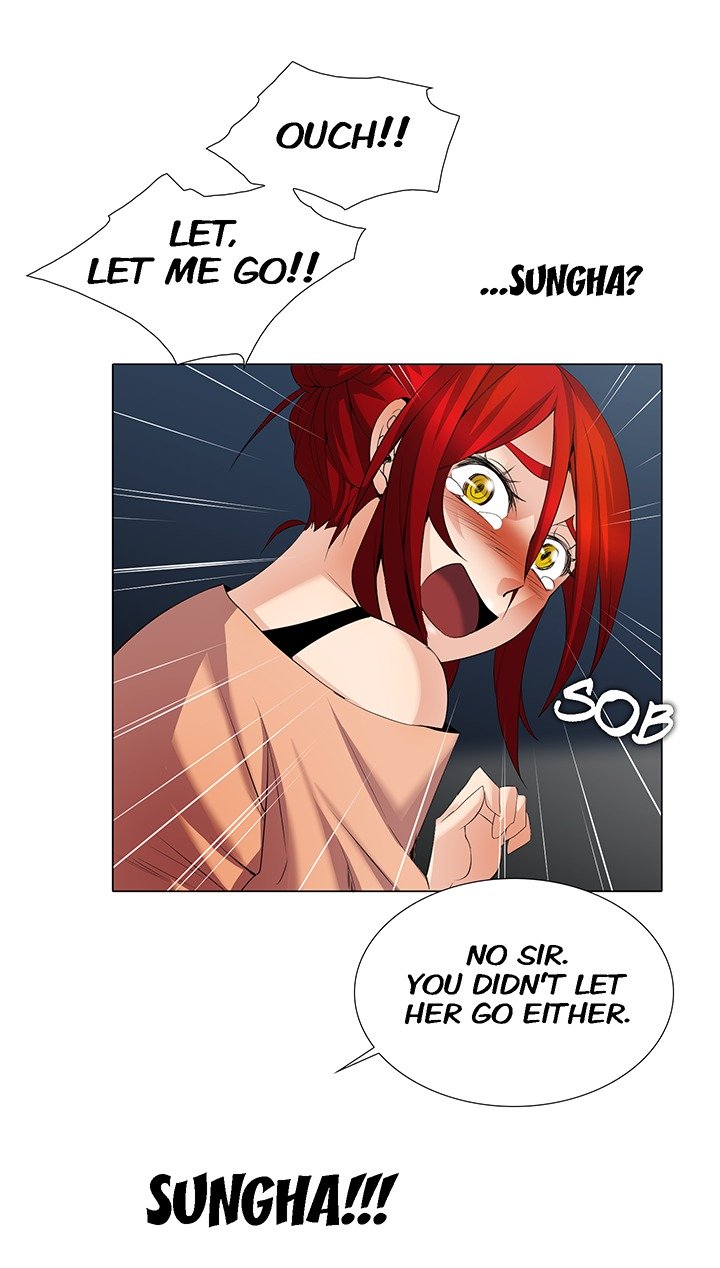 OUCH!!
LET,
LET ME GO!!
...SUNGHA?
SOB
NO SIR.
YOU DIDN'T LET
HER GO EITHER.
SUNGHA!!!